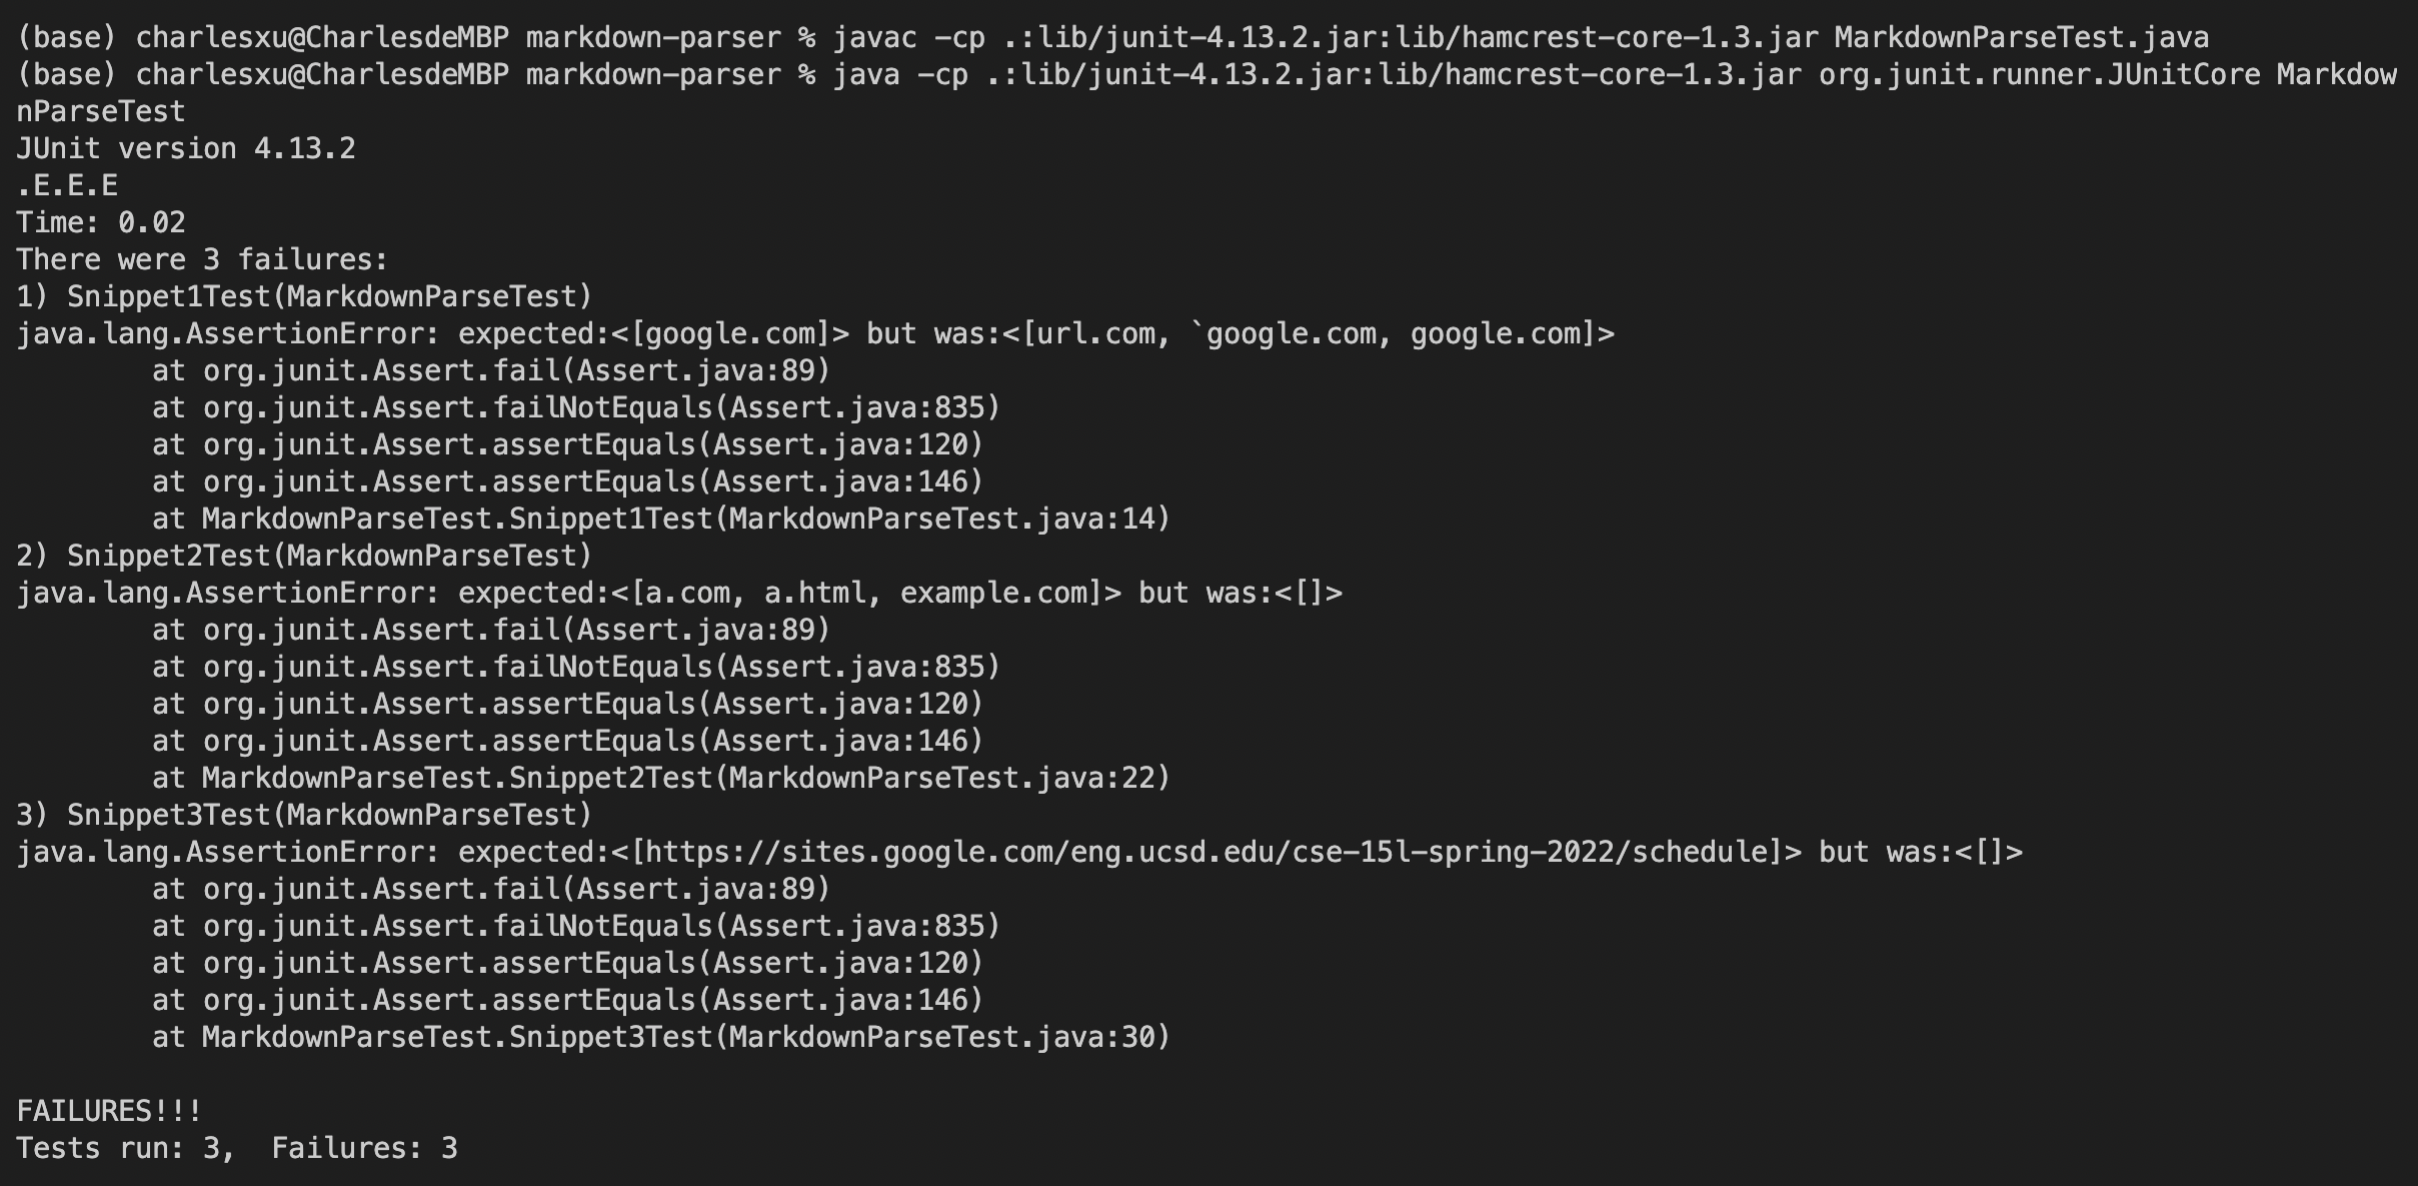 (base) charlesxu@CharlesdeMBP markdown-parser % javac -cp .:lib/junit-4.13.2.jar:lib/hamcrest-core-1.3.jar MarkdownParseTest.java
(base) charlesxu@CharlesdeMBP markdown-parser % java -cp .:lib/junit-4.13.2.jar:lib/hamcrest-core-1.3.jar org.junit.runner.JUnitCore Markdow
nParseTest
JUnit version 4.13.2
.E.E.E
Time: 0.02
There were 3 failures:
1) Snippet1Test(MarkdownParseTest)
java.lang.AssertionError: expected:<[google.com]> but was:<[url.com, `google.com, google.com]>
        at org.junit.Assert.fail(Assert.java:89)
        at org.junit.Assert.failNotEquals(Assert.java:835)
        at org.junit.Assert.assertEquals(Assert.java:120)
        at org.junit.Assert.assertEquals(Assert.java:146)
        at MarkdownParseTest.Snippet1Test(MarkdownParseTest.java:14)
2) Snippet2Test(MarkdownParseTest)
java.lang.AssertionError: expected:<[a.com, a.html, example.com]> but was:<[]>
        at org.junit.Assert.fail(Assert.java:89)
        at org.junit.Assert.failNotEquals(Assert.java:835)
        at org.junit.Assert.assertEquals(Assert.java:120)
        at org.junit.Assert.assertEquals(Assert.java:146)
        at MarkdownParseTest.Snippet2Test(MarkdownParseTest.java:22)
3) Snippet3Test(MarkdownParseTest)
java.lang.AssertionError: expected:<[https://sites.google.com/eng.ucsd.edu/cse-15l-spring-2022/schedule]> but was:<[]>
        at org.junit.Assert.fail(Assert.java:89)
        at org.junit.Assert.failNotEquals(Assert.java:835)
        at org.junit.Assert.assertEquals(Assert.java:120)
        at org.junit.Assert.assertEquals(Assert.java:146)
        at MarkdownParseTest.Snippet3Test(MarkdownParseTest.java:30)

FAILURES!!!
Tests run: 3,  Failures: 3